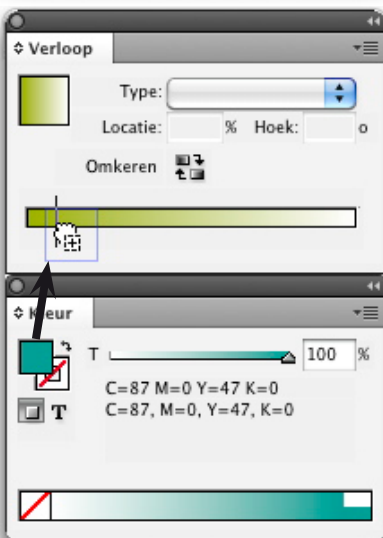 Verloop
Type:
Locatie: % Hoek: o
Omkeren
Kleur
T 100 %
C=87 M=0 Y=47 K=0
T C=87, M=0, Y=47, K=0